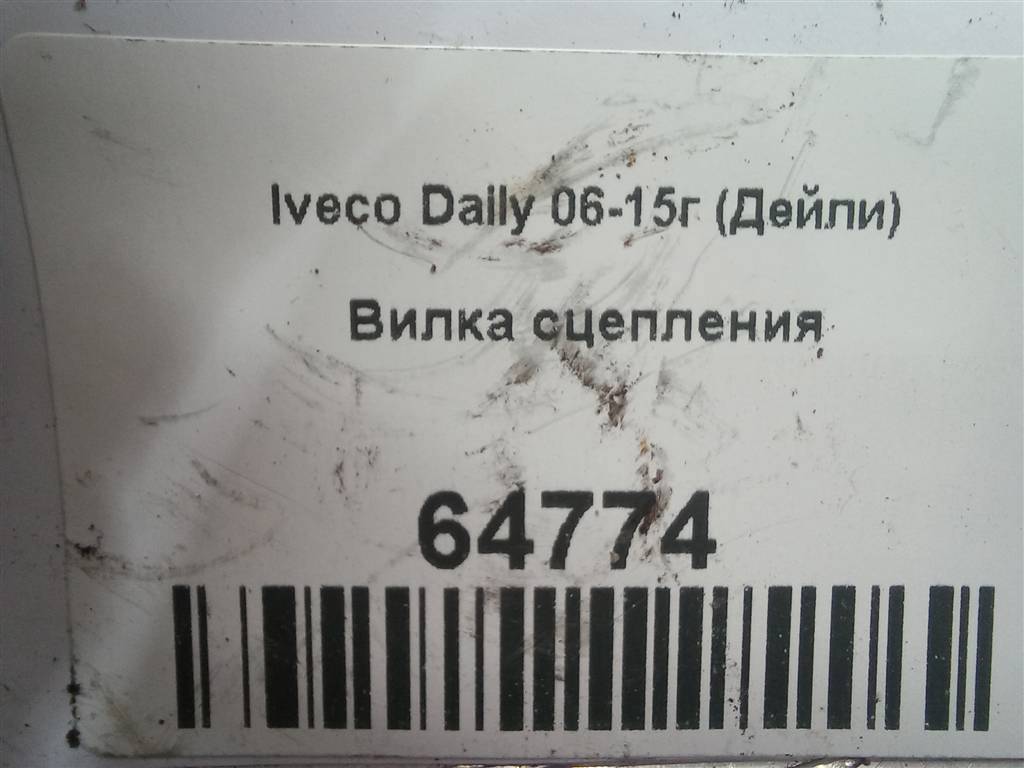 Iveco Daily 06-15г (Дейли)
Вилка сцепления
64774